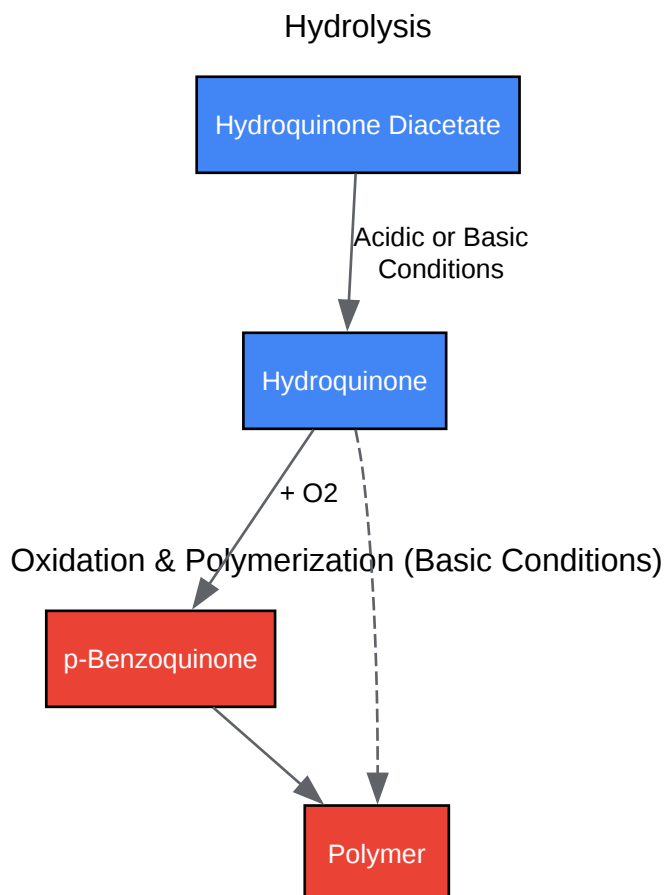 Hydrolysis
Hydroquinone Diacetate
Acidic or Basic
Conditions
Hydroquinone
+ O2
Oxidation & Polymerization (Basic Conditions)
p-Benzoquinone
Polymer